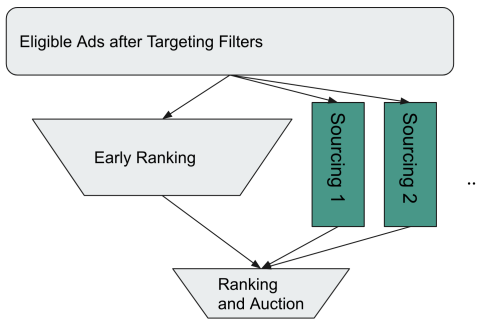 Eligible Ads after Targeting Filters
Early Ranking
Sourcing 1
Sourcing 2
..
Ranking
and Auction